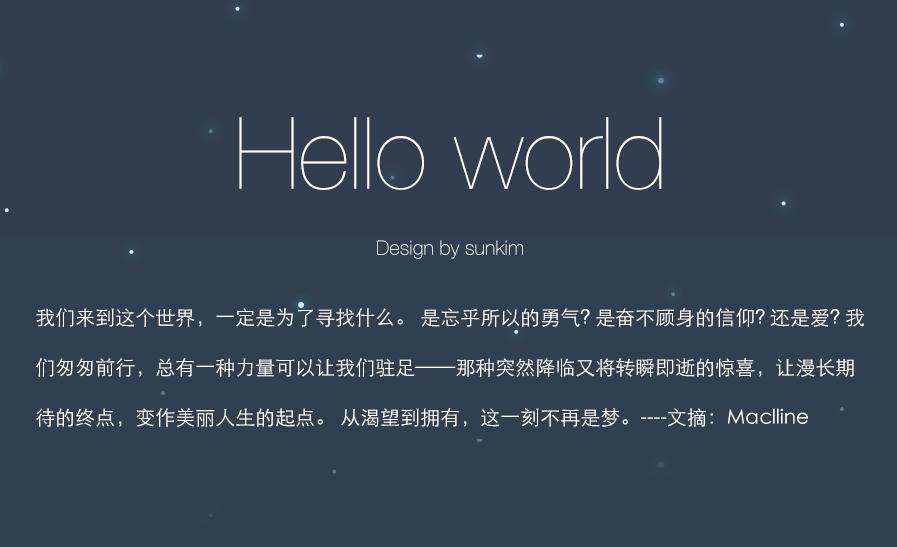 Hello world
Design by sunkim
我们来到这个世界，一定是为了寻找什么。 是忘乎所以的勇气? 是奋不顾身的信仰? 还是爱? 我
们匆匆前行，总有一种力量可以让我们驻足——那种突然降临又将转瞬即逝的惊喜，让漫长期
待的终点，变作美丽人生的起点。 从渴望到拥有，这一刻不再是梦。----文摘：Maclline